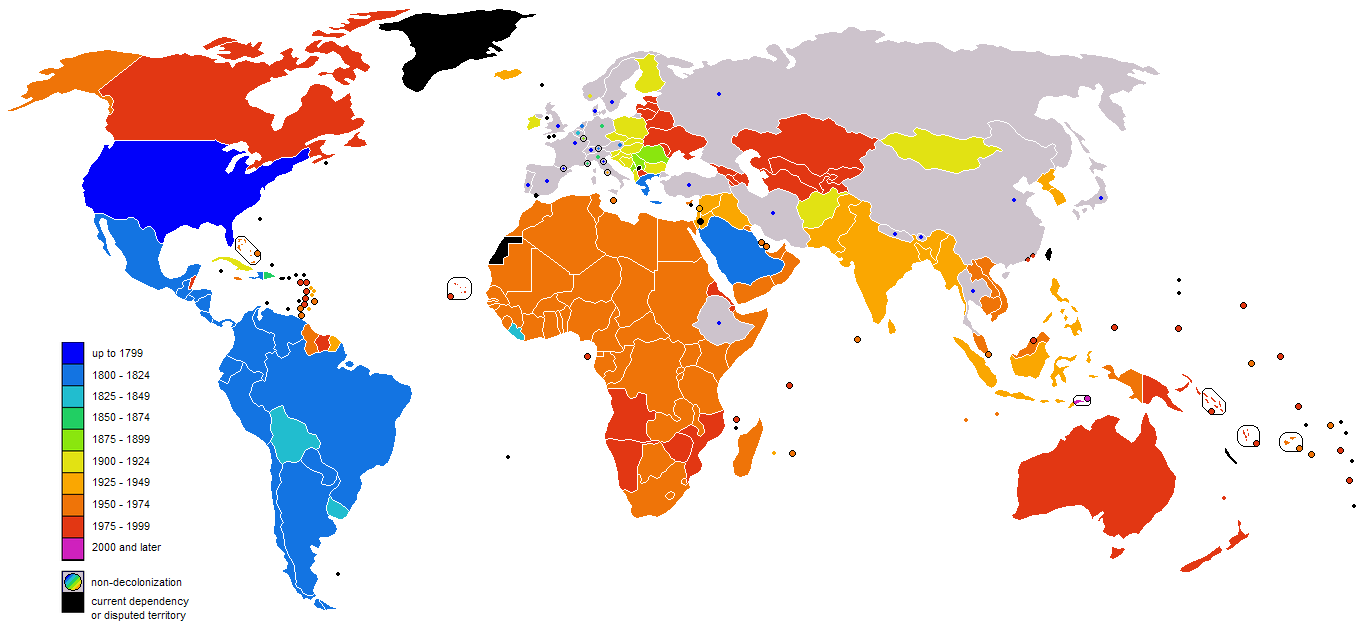 up to 1799
1800 - 1824
1825 - 1849
1850 - 1874
1875 - 1899
1900 - 1924
1925 - 1949
1950 - 1974
1975 - 1999
2000 and later
non-decolonization
current dependency
or disputed territory